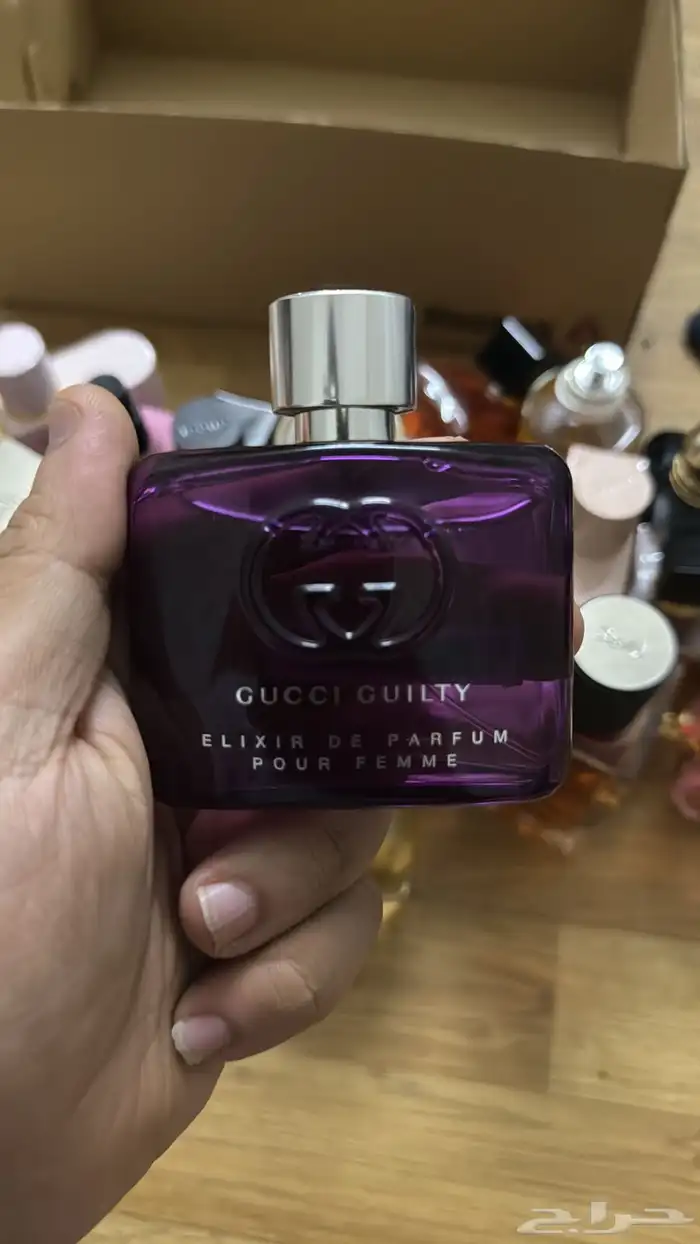 GUCCI GUILTY
ELIXIR DE PARFUM
POUR FEMME
حراج